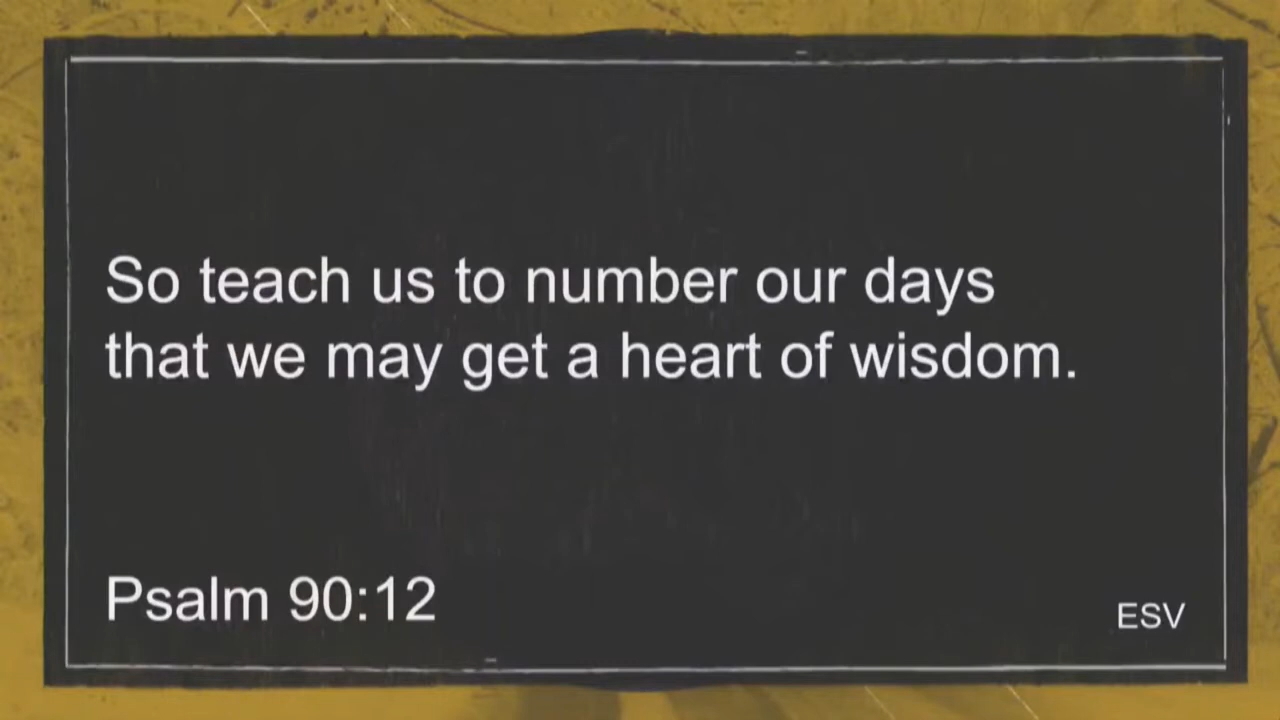 So teach us to number our days
that we may get a heart of wisdom.
Psalm 90:12
ESV